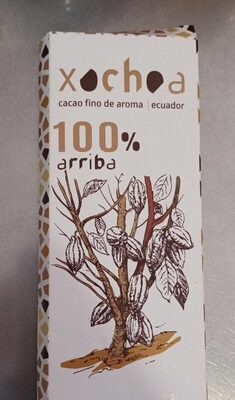 xochoa
cacao fino de aroma | ecuador
100%
arriba